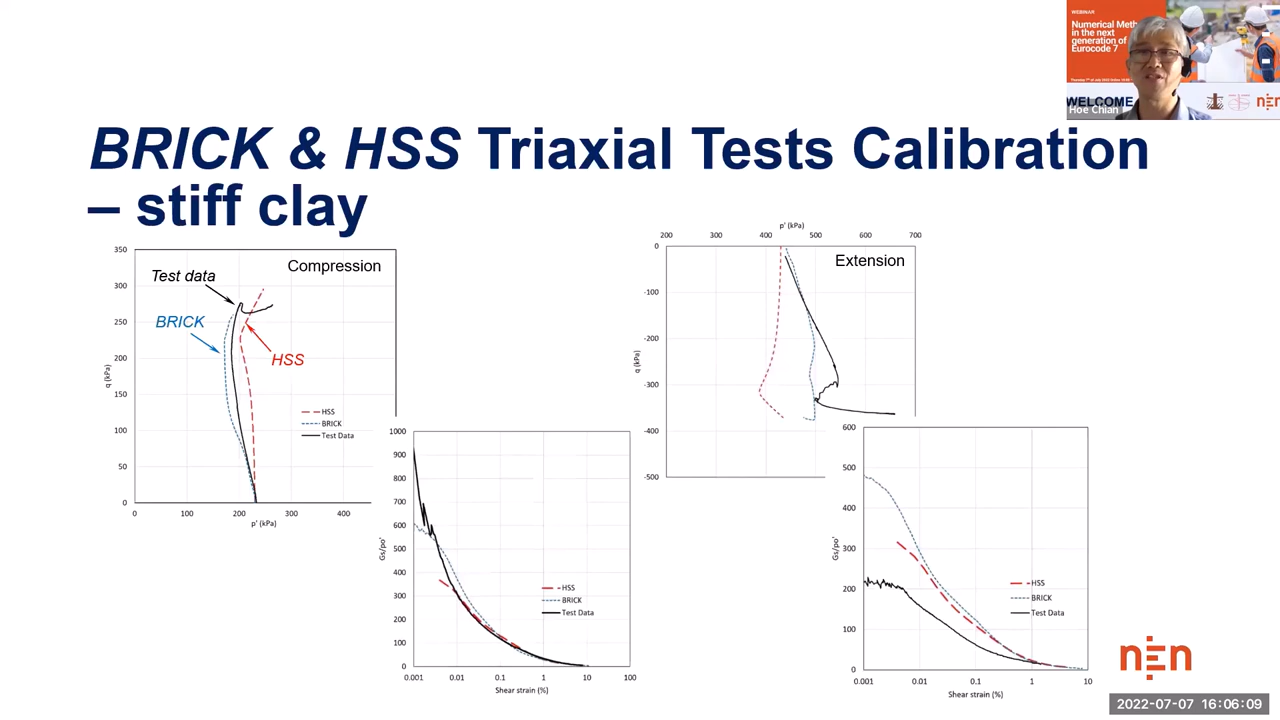 WEBINAR
Numerical Meth
in the next
generation of
Eurocode 7
WELCOME
Hoe Chian
nen
BRICK & HSS Triaxial Tests Calibration
– stiff clay
350
300
250
200
150
100
50
0
q (kPa)
0 100 200 300 400
p' (kPa)
Compression
Test data
BRICK
HSS
HSS
BRICK
Test Data
p' (kPa)
200 300 400 500 600 700
0
-100
-200
-300
-400
-500
q (kPa)
Extension
1000
900
800
700
600
500
400
300
200
100
0
Gs/po'
0.001 0.01 0.1 1 10 100
Shear strain (%)
HSS
BRICK
Test Data
600
500
400
300
200
100
0
Gs/po'
0.001 0.01 0.1 1 10
Shear strain (%)
HSS
BRICK
Test Data
nen
2022-07-07 16:06:09